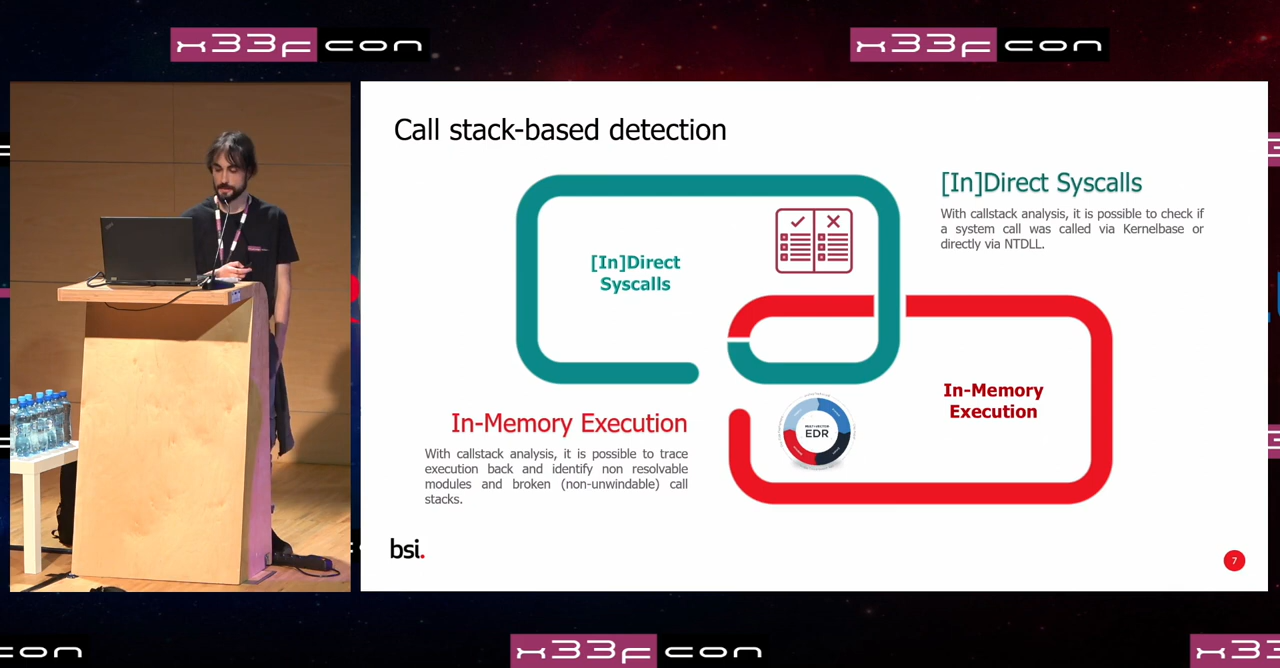 x33fcon
x33fcon
Call stack-based detection
[In]Direct Syscalls
With callstack analysis, it is possible to check if
a system call was called via Kernelbase or
directly via NTDLL.
[In]Direct
Syscalls
In-Memory
Execution
In-Memory Execution
With callstack analysis, it is possible to trace
execution back and identify non resolvable
modules and broken (non-unwindable) call
stacks.
EDR
bsi.
7
con
x33fcon
x33